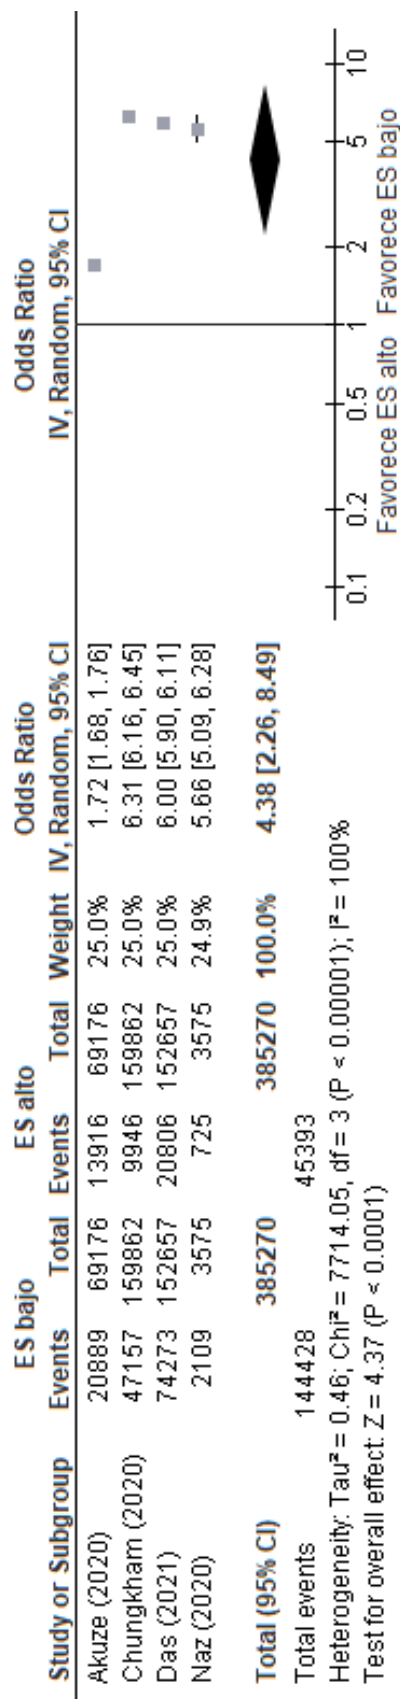 ES bajo ES alto Odds Ratio Odds Ratio
Study or Subgroup Events Total Events Total Weight IV, Random, 95% CI IV, Random, 95% CI
Akuze (2020) 20889 69176 13916 69176 25.0% 1.72 [1.68, 1.76]
Chungkham (2020) 47157 159862 9946 159862 25.0% 6.31 [6.16, 6.45]
Das (2021) 74273 152657 20806 152657 25.0% 6.00 [5.90, 6.11]
Naz (2020) 2109 3575 725 3575 24.9% 5.66 [5.09, 6.28]
Total (95% CI) 385270 385270 100.0% 4.38 [2.26, 8.49]
Total events 144428 45393
Heterogeneity: Tau² = 0.46; Chi² = 7714.05, df = 3 (P < 0.00001); I² = 100%
Test for overall effect: Z = 4.37 (P < 0.0001)
0.1 0.2 0.5 1 2 5 10
Favorece ES alto Favorece ES bajo